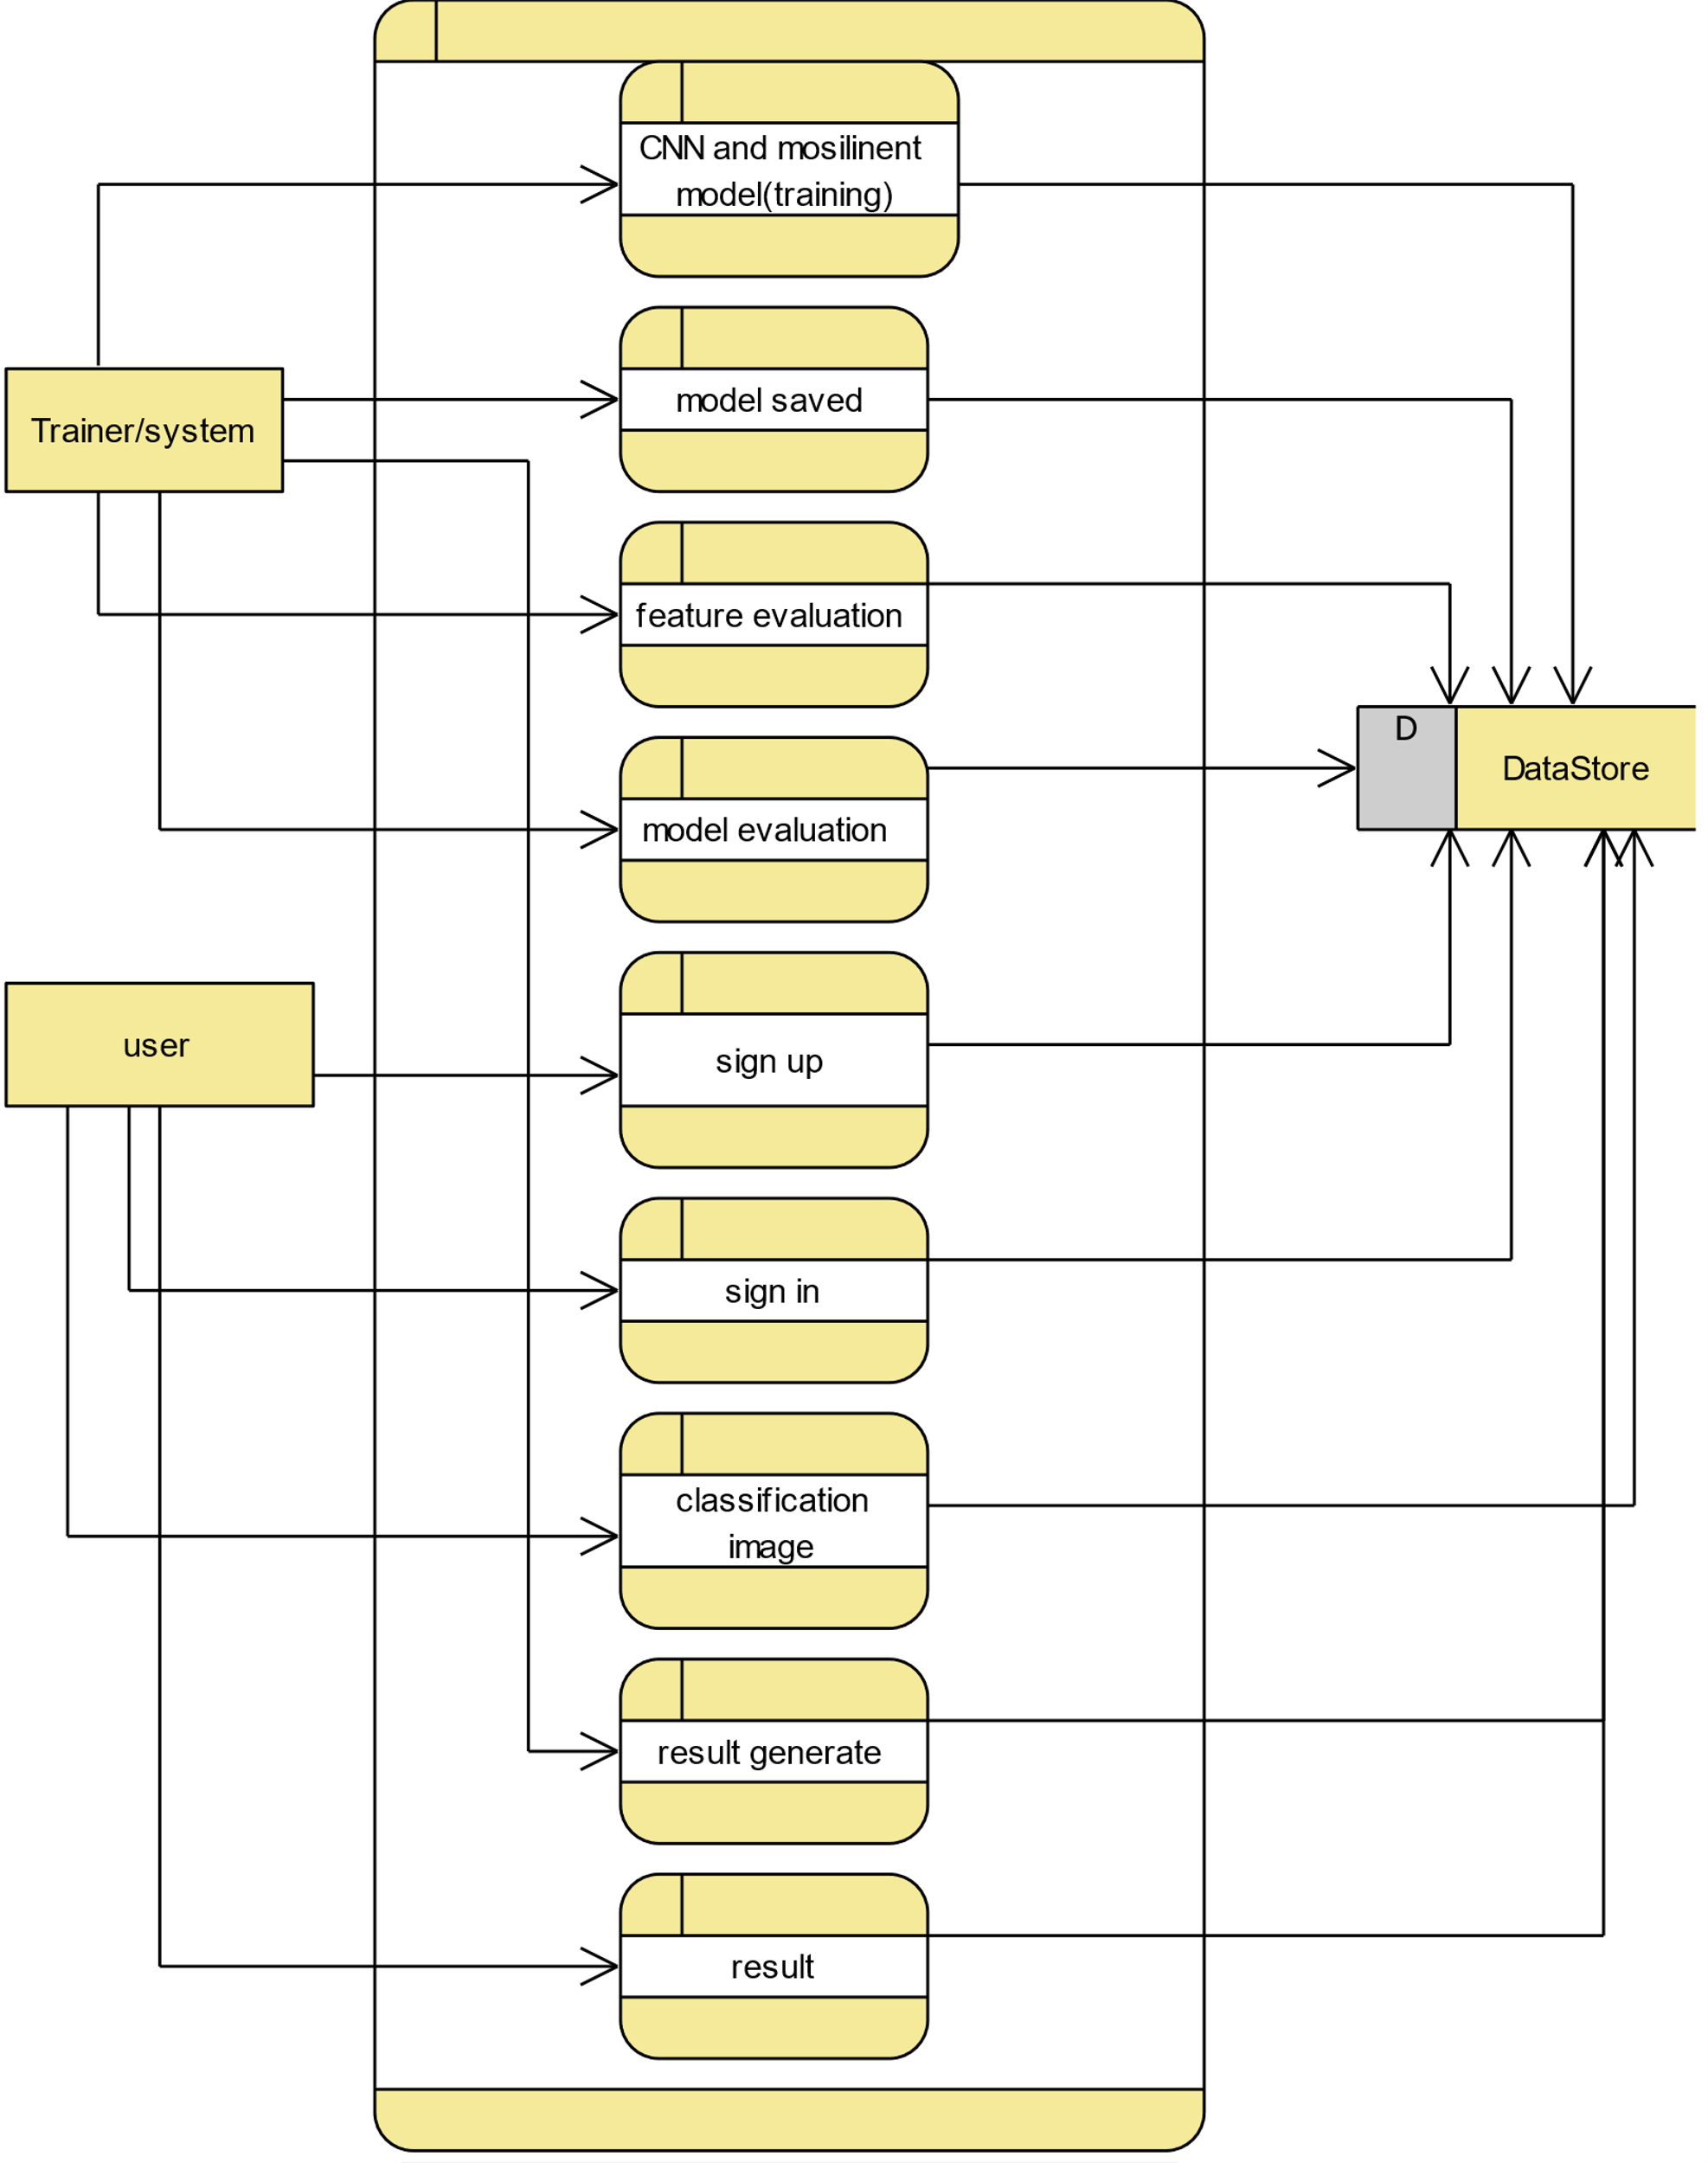 CNN and mosilinent
model(training)
model saved
Trainer/system
feature evaluation
D
DataStore
model evaluation
user
sign up
sign in
classification
image
result generate
result